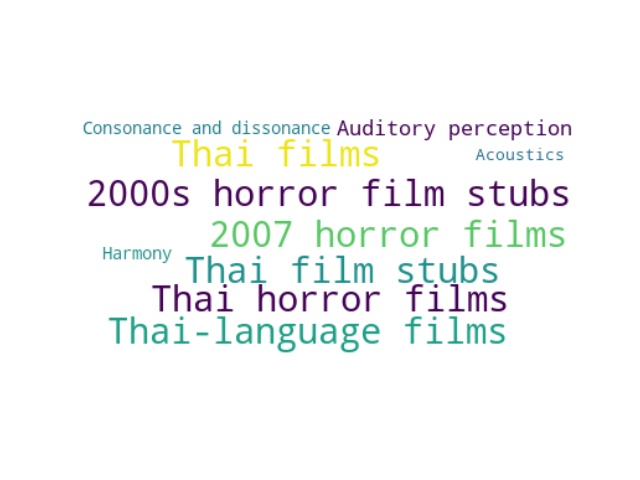 Consonance and dissonance Auditory perception
Thai films Acoustics
2000s horror film stubs
2007 horror films
Harmony
Thai film stubs
Thai horror films
Thai-language films